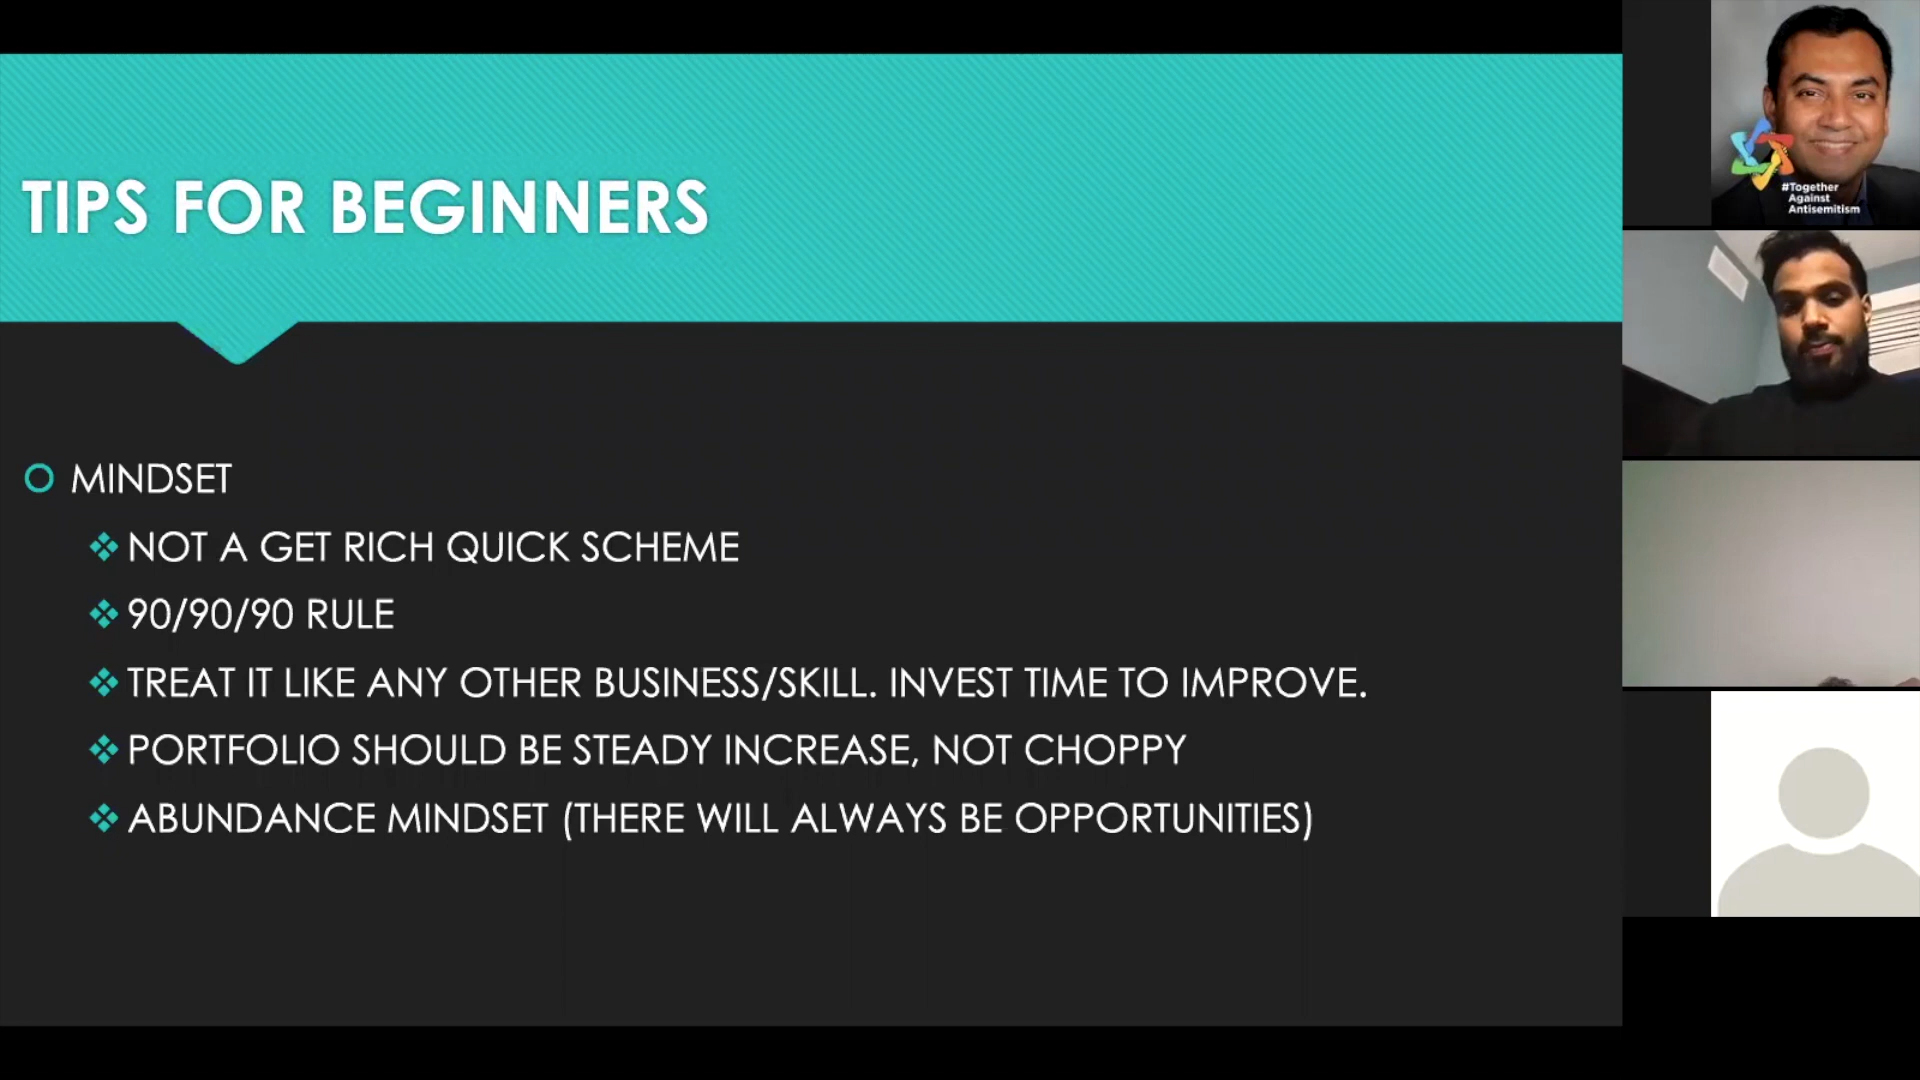 TIPS FOR BEGINNERS
MINDSET
NOT A GET RICH QUICK SCHEME
90/90/90 RULE
TREAT IT LIKE ANY OTHER BUSINESS/SKILL. INVEST TIME TO IMPROVE.
PORTFOLIO SHOULD BE STEADY INCREASE, NOT CHOPPY
ABUNDANCE MINDSET (THERE WILL ALWAYS BE OPPORTUNITIES)
#Together
Against
Antisemitism